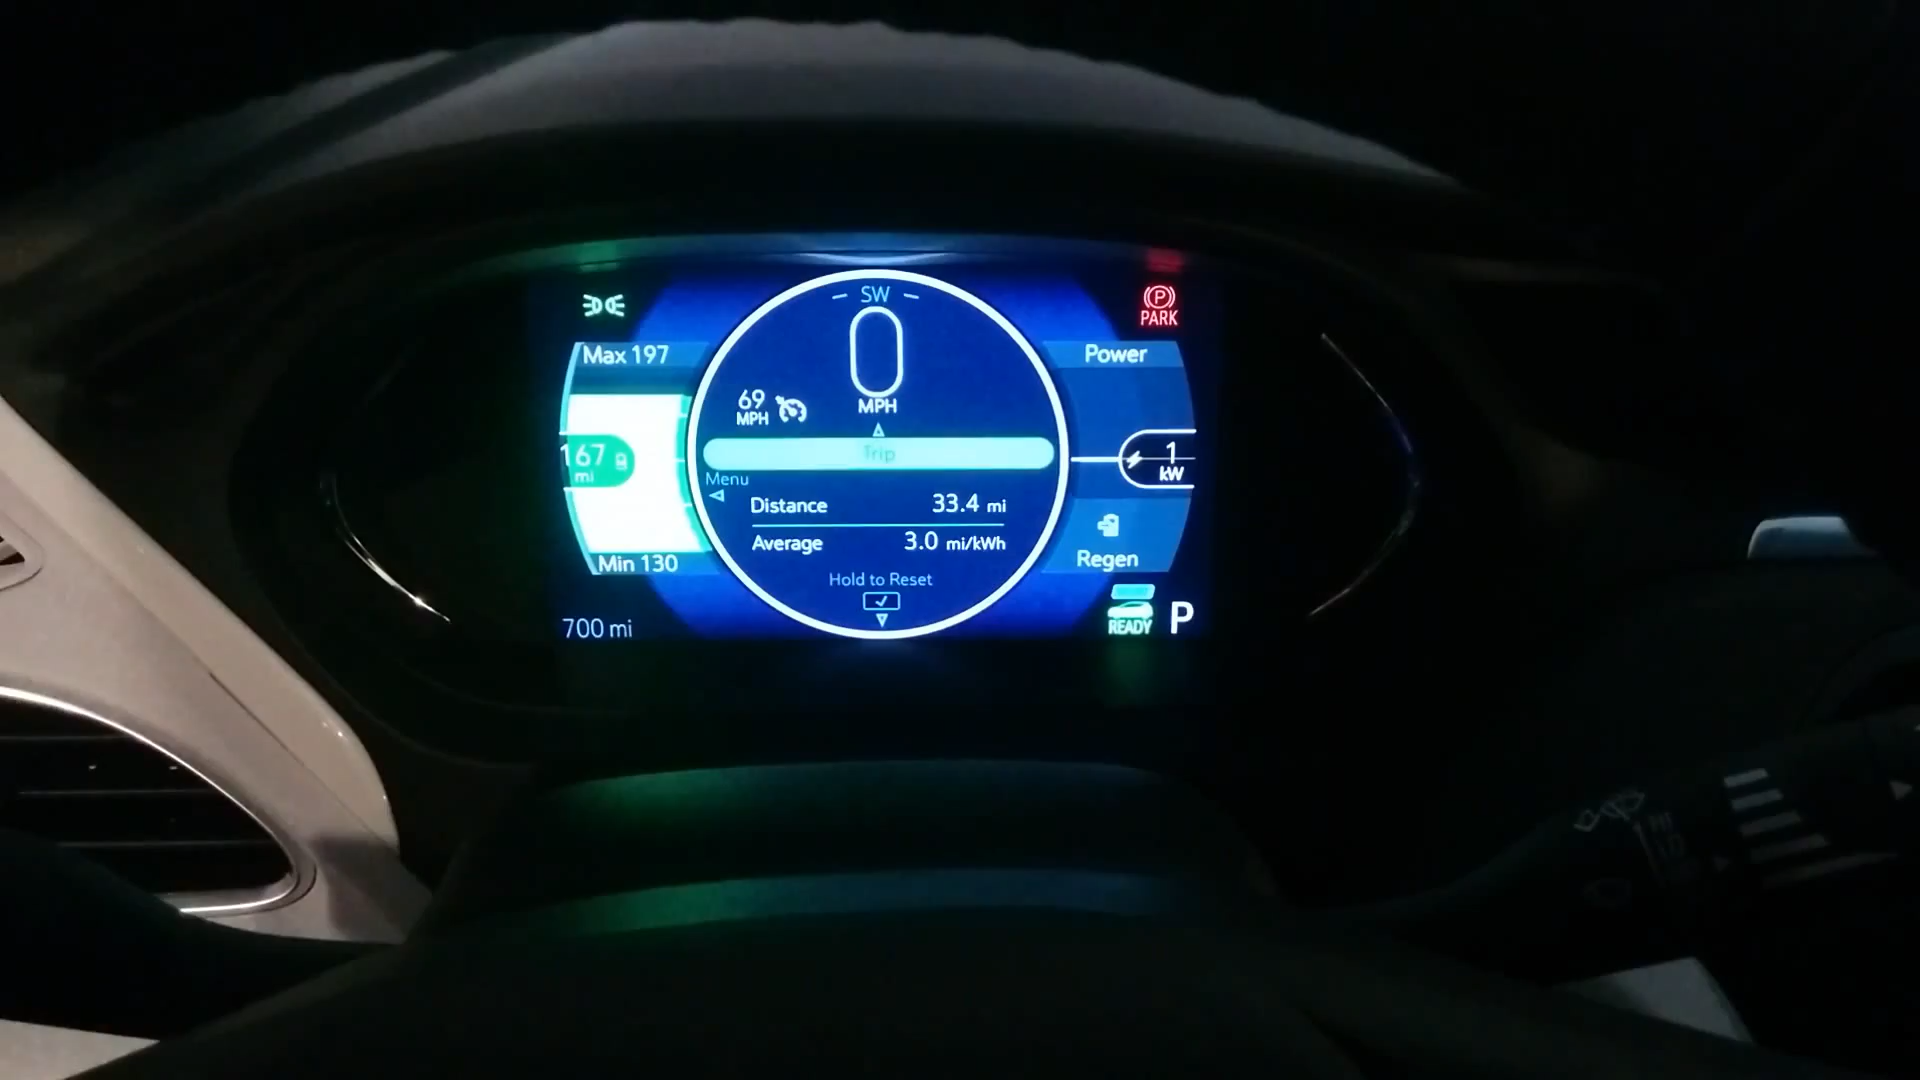 SW
PARK
Max 197
Power
0
MPH
69
MPH
167
mi
1
kW
Trip
Menu
Distance 33.4 mi
Average 3.0 mi/kWh
Min 130
Regen
Hold to Reset
700 mi
READY P